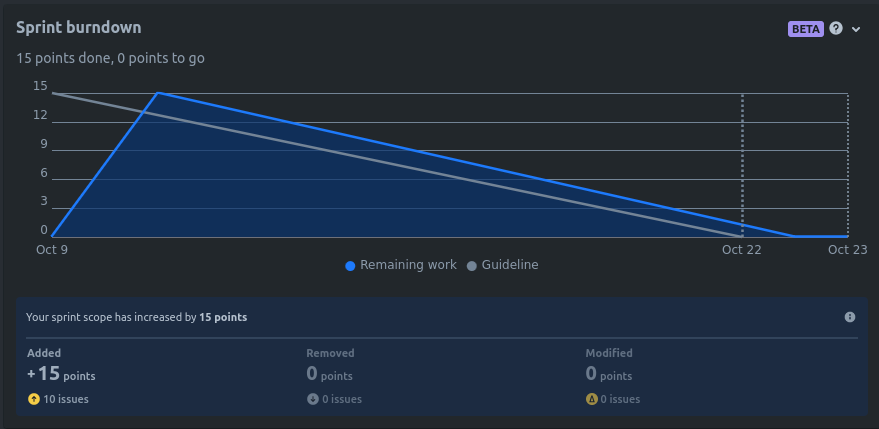 Sprint burndown
BETA
15 points done, 0 points to go
15
12
9
6
3
0
Oct 9
Oct 22
Oct 23
Remaining work
Guideline
Your sprint scope has increased by 15 points
Added
Removed
Modified
+15 points
0 points
0 points
10 issues
0 issues
0 issues